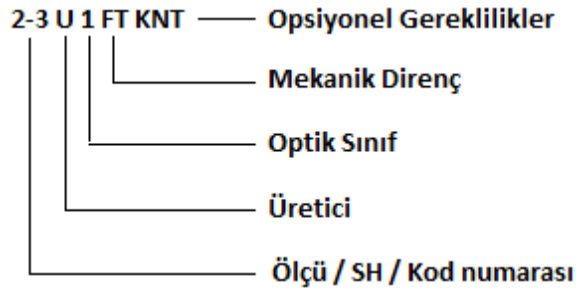 2-3 U 1 FT KNT Opsiyonel Gereklilikler
Mekanik Direnç
Optik Sınıf
Üretici
Ölçü / SH / Kod numarası